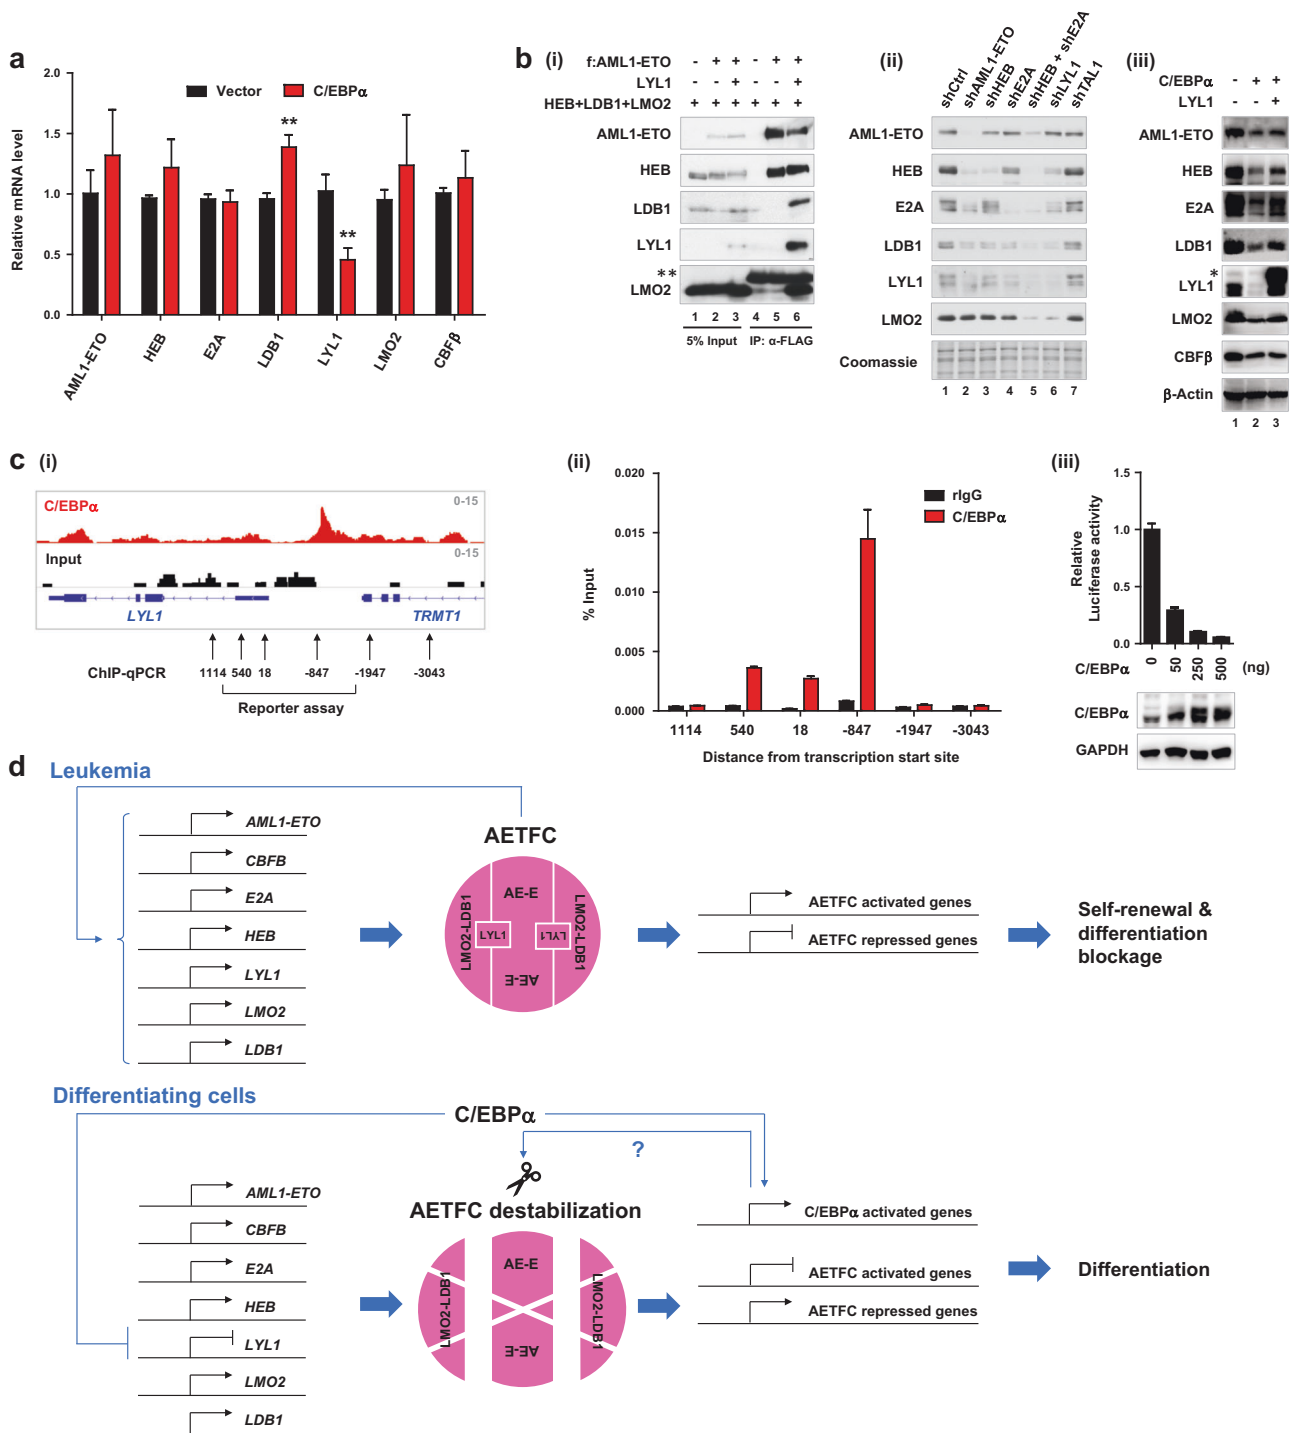 a
Relative mRNA level
2.0
1.5
1.0
0.5
0.0
Vector
C/EBPα
**
**
AML1-ETO
HEB
E2A
LDB1
LYL1
LMO2
CBFβ
b (i)
f:AML1-ETO - + + - + +
LYL1 - - + - - +
HEB+LDB1+LMO2 + + + + + +
AML1-ETO
HEB
LDB1
LYL1
**
LMO2
1 2 3 4 5 6
5% Input IP: α-FLAG
(ii)
shCtrl
shAML1-ETO
shHEB
shE2A
shHEB + shE2A
shLYL1
shTAL1
AML1-ETO
HEB
E2A
LDB1
LYL1
LMO2
Coomassie
1 2 3 4 5 6 7
(iii)
C/EBPα - + +
LYL1 - - +
AML1-ETO
HEB
E2A
LDB1
*
LYL1
LMO2
CBFβ
β-Actin
1 2 3
c (i)
C/EBPα 0-15
Input 0-15
LYL1 TRMT1
ChIP-qPCR 1114 540 18 -847 -1947 -3043
Reporter assay
(ii)
% Input
0.020
0.015
0.010
0.005
0.000
rIgG
C/EBPα
1114 540 18 -847 -1947 -3043
Distance from transcription start site
(iii)
Relative
Luciferase activity
1.5
1.0
0.5
0.0
C/EBPα 0 50 250 500 (ng)
C/EBPα
GAPDH
d Leukemia
AML1-ETO
CBFB
E2A
HEB
LYL1
LMO2
LDB1
AETFC
AE-E
LMO2-LDB1
LYL1
LYL1
LMO2-LDB1
AE-E
AETFC activated genes
AETFC repressed genes
Self-renewal &
differentiation
blockage
Differentiating cells
C/EBPα
?
AML1-ETO
CBFB
E2A
HEB
LYL1
LMO2
LDB1
AETFC destabilization
AE-E
LMO2-LDB1
LMO2-LDB1
AE-E
C/EBPα activated genes
AETFC activated genes
AETFC repressed genes
Differentiation